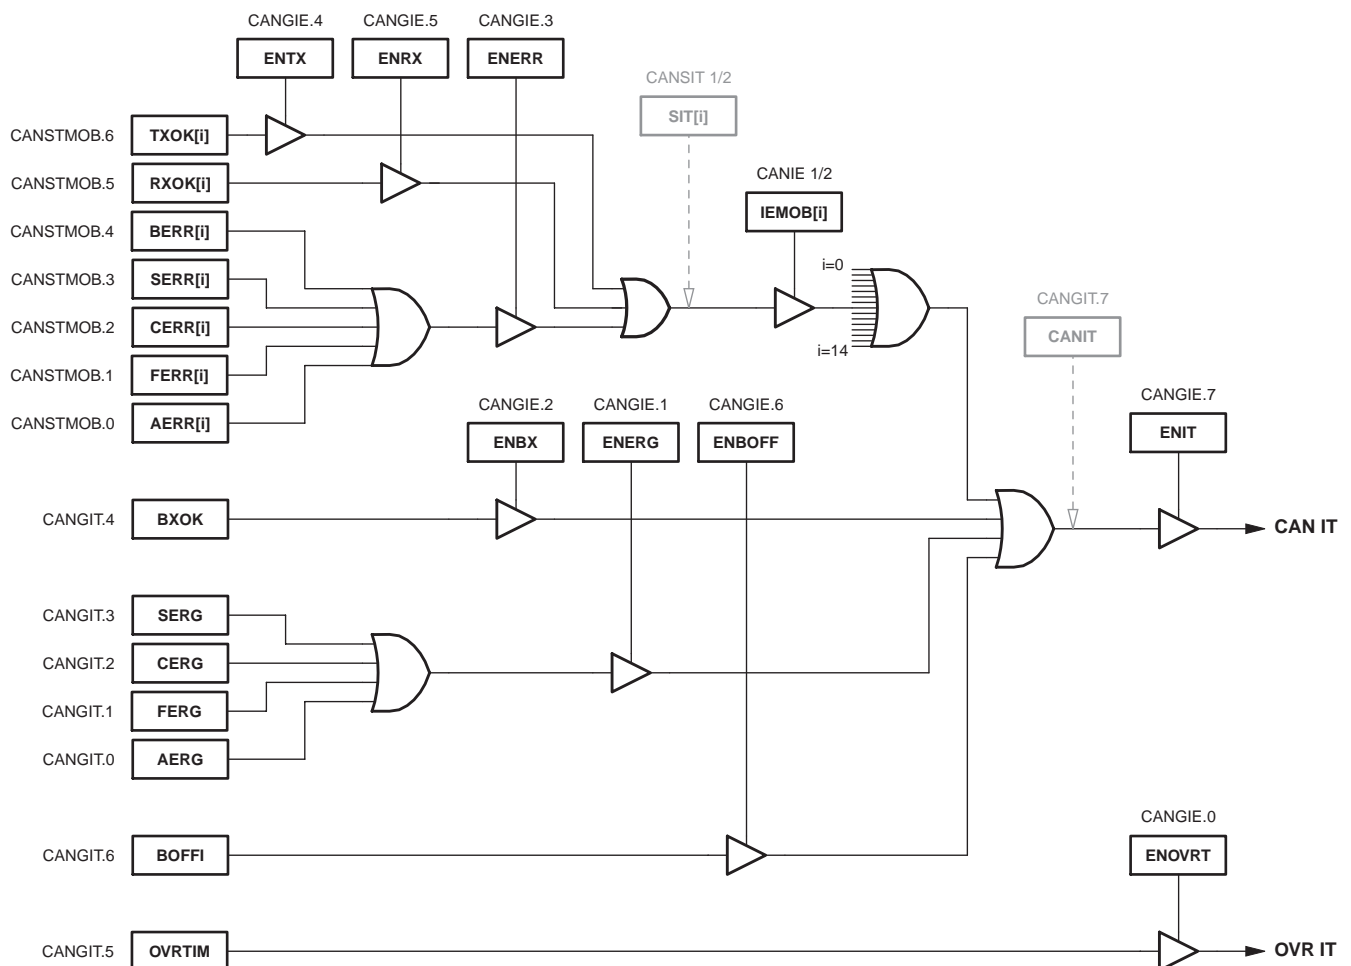 CANGIE.4 CANGIE.5 CANGIE.3
ENTX ENRX ENERR
CANSIT 1/2
SIT[i]
CANSTMOB.6 TXOK[i]
CANSTMOB.5 RXOK[i]
CANIE 1/2
IEMOB[i]
CANSTMOB.4 BERR[i]
i=0
CANSTMOB.3 SERR[i]
CANGIT.7
CANIT
CANSTMOB.2 CERR[i]
i=14
CANSTMOB.1 FERR[i]
CANGIE.2 CANGIE.1 CANGIE.6
CANGIE.7
CANSTMOB.0 AERR[i]
ENBX ENERG ENBOFF
ENIT
CANGIT.4 BXOK
CAN IT
CANGIT.3 SERG
CANGIT.2 CERG
CANGIT.1 FERG
CANGIT.0 AERG
CANGIE.0
CANGIT.6 BOFFI
ENOVRT
CANGIT.5 OVRTIM
OVR IT